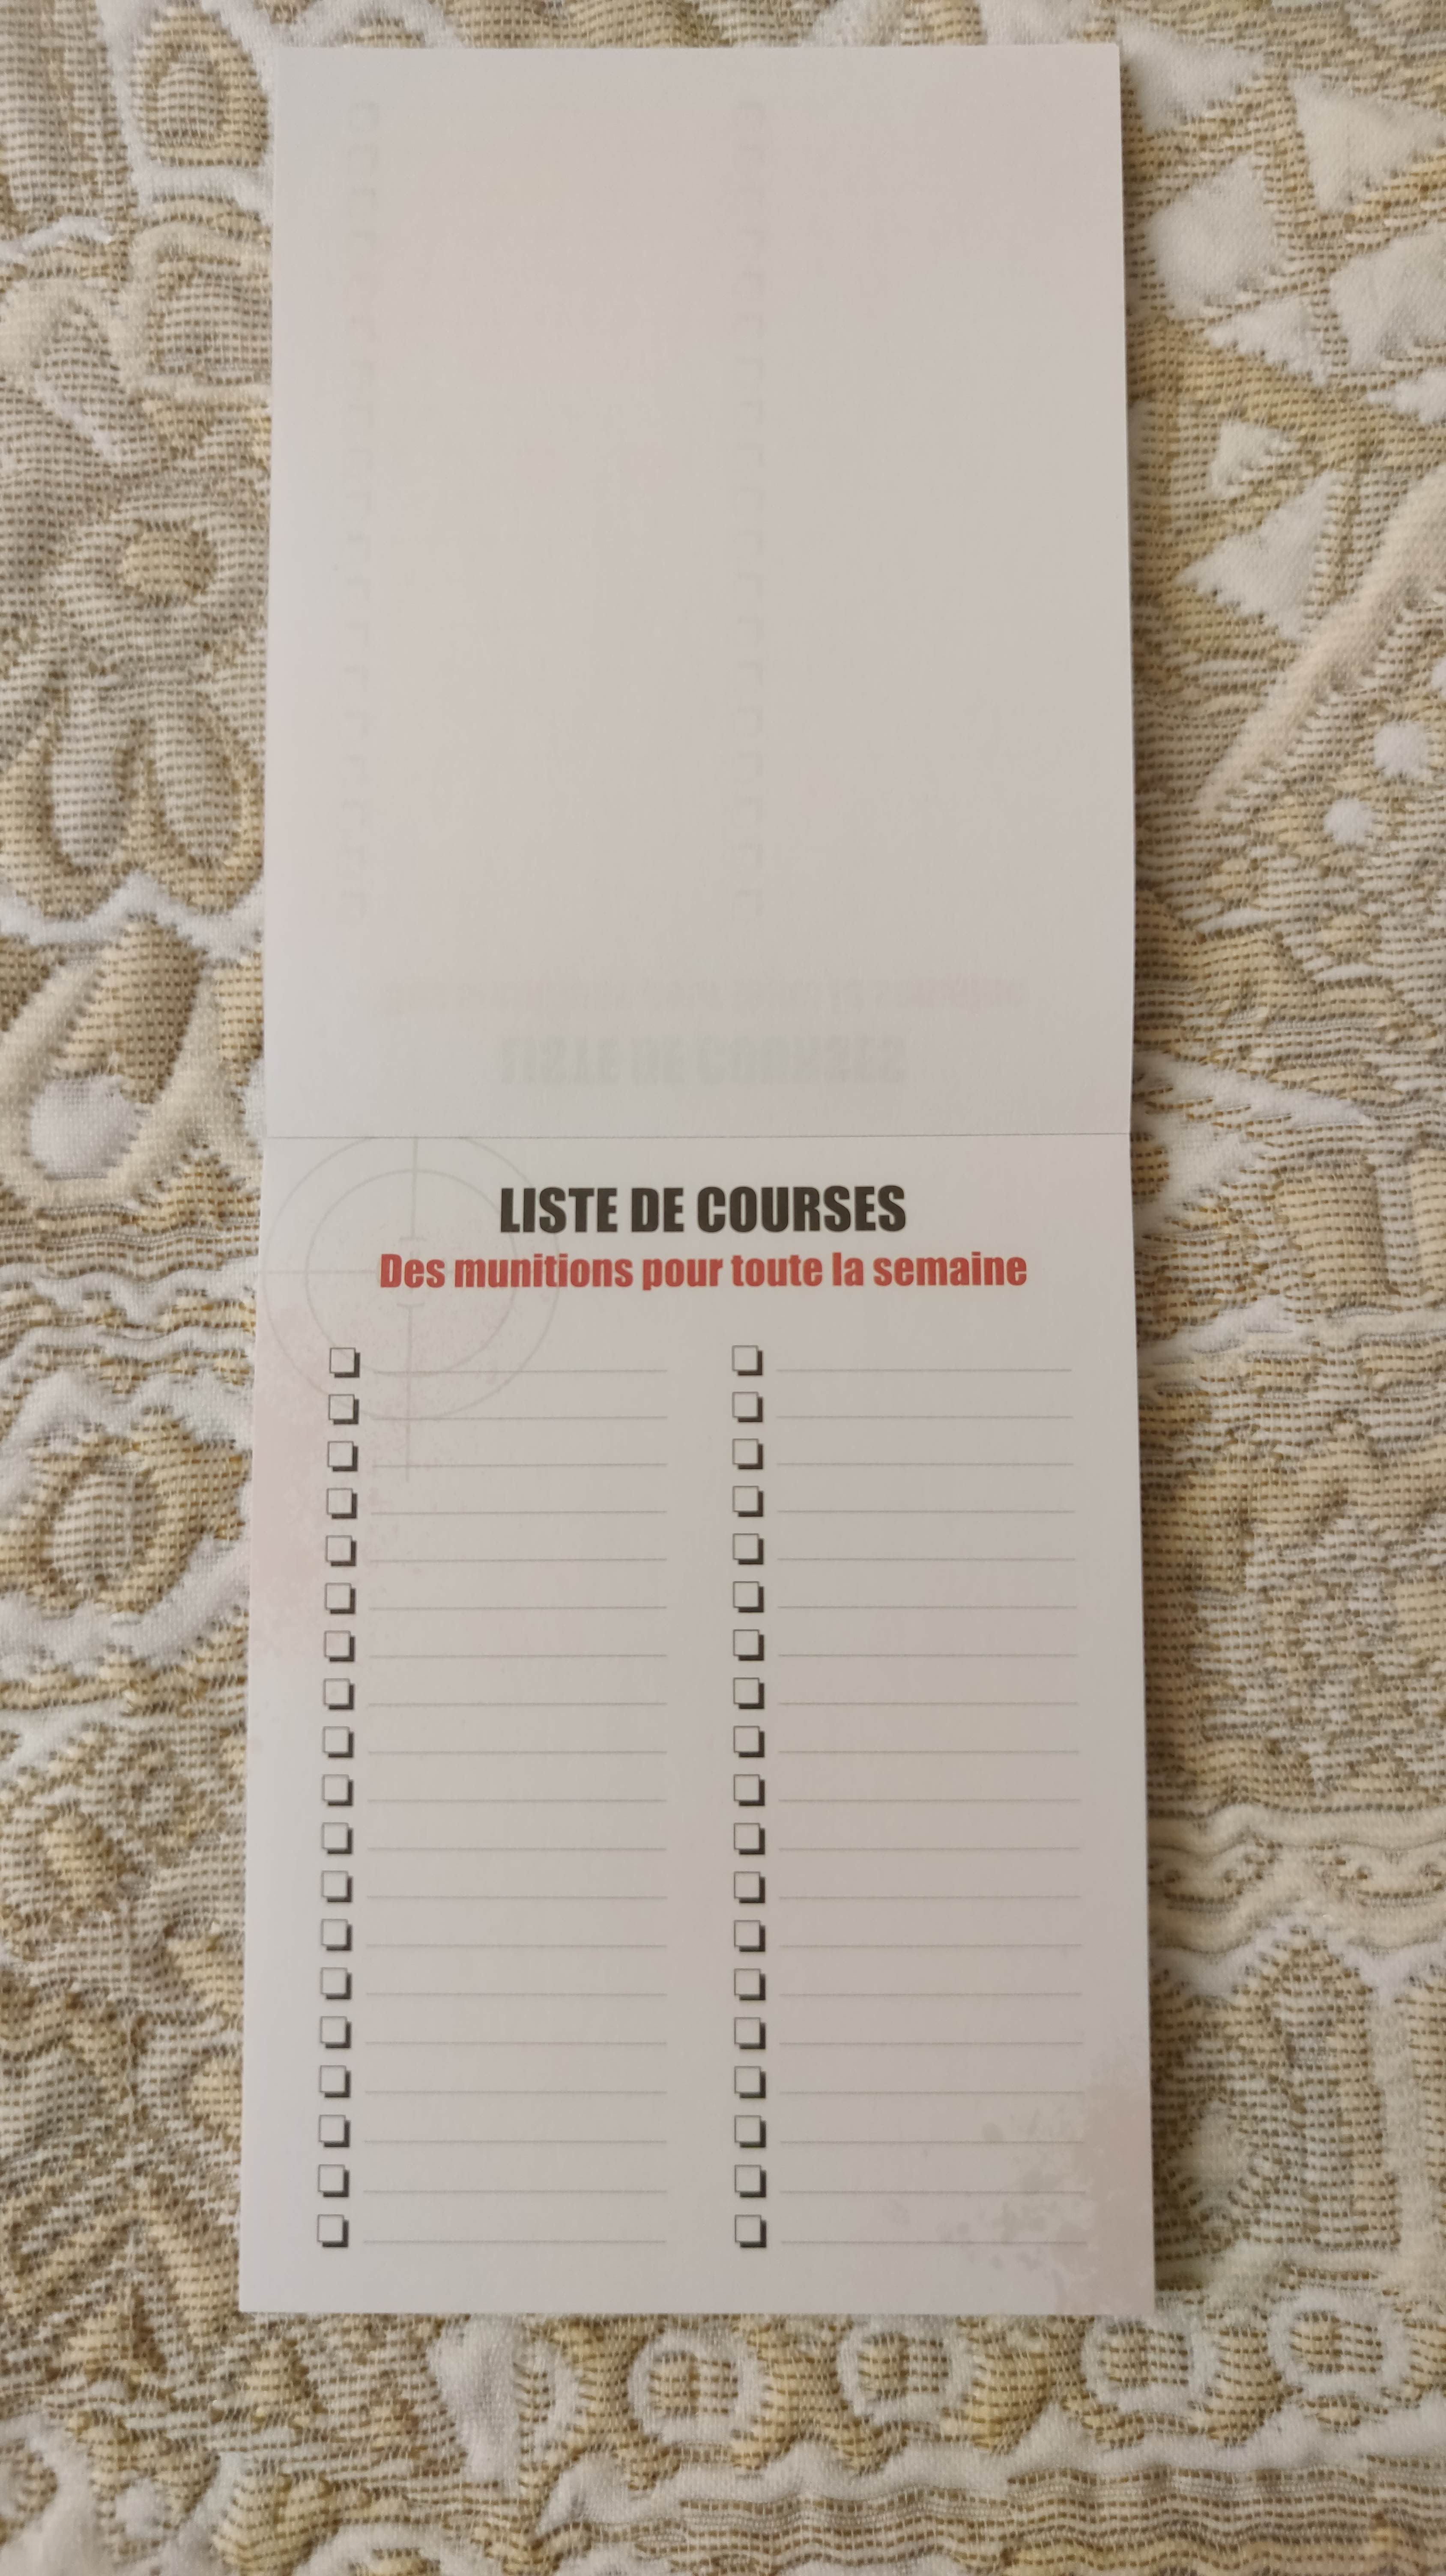 LISTE DE COURSES
Des munitions pour toute la semaine